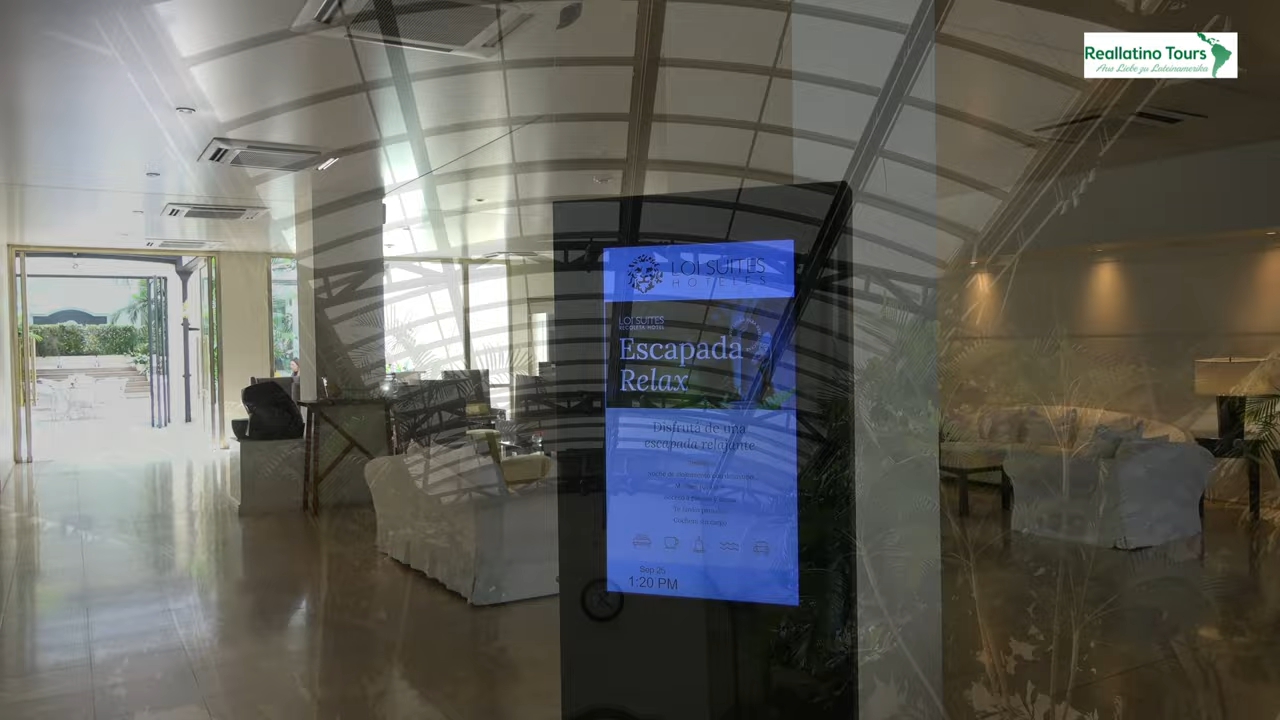 Reallatino Tours
Aus Liebe zu Lateinamerika
LOI SUITES
HOTELES
LOI SUITES
RECOLETA HOTEL
Escapada
Relax
Disfrutá de una
escapada relajante
Sep 25
1:20 PM